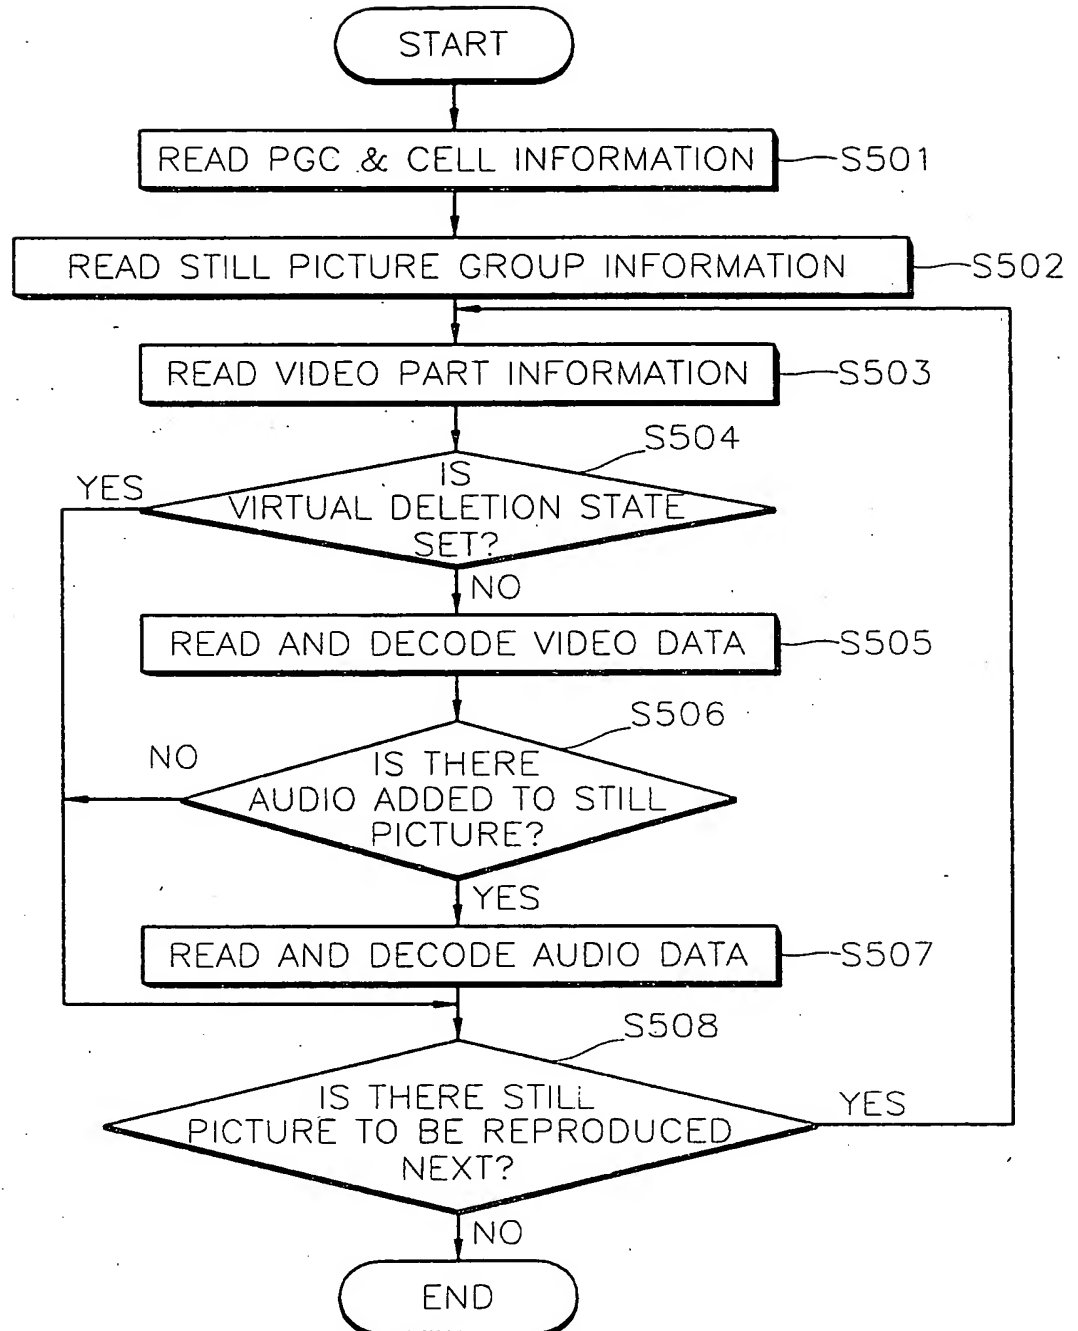 START
READ PGC & CELL INFORMATION
S501
READ STILL PICTURE GROUP INFORMATION
S502
READ VIDEO PART INFORMATION
S503
S504
YES
IS
VIRTUAL DELETION STATE
SET?
NO
READ AND DECODE VIDEO DATA
S505
S506
NO
IS THERE
AUDIO ADDED TO STILL
PICTURE?
YES
READ AND DECODE AUDIO DATA
S507
S508
IS THERE STILL
PICTURE TO BE REPRODUCED
NEXT?
YES
NO
END